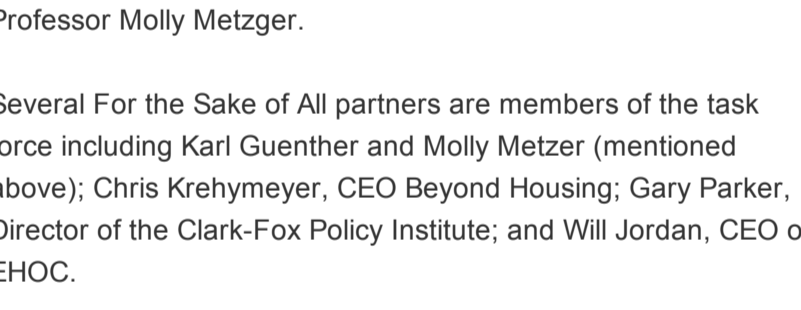 Professor Molly Metzger.
Several For the Sake of All partners are members of the task
force including Karl Guenther and Molly Metzer (mentioned
above); Chris Krehymeyer, CEO Beyond Housing; Gary Parker,
Director of the Clark-Fox Policy Institute; and Will Jordan, CEO o
EHOC.